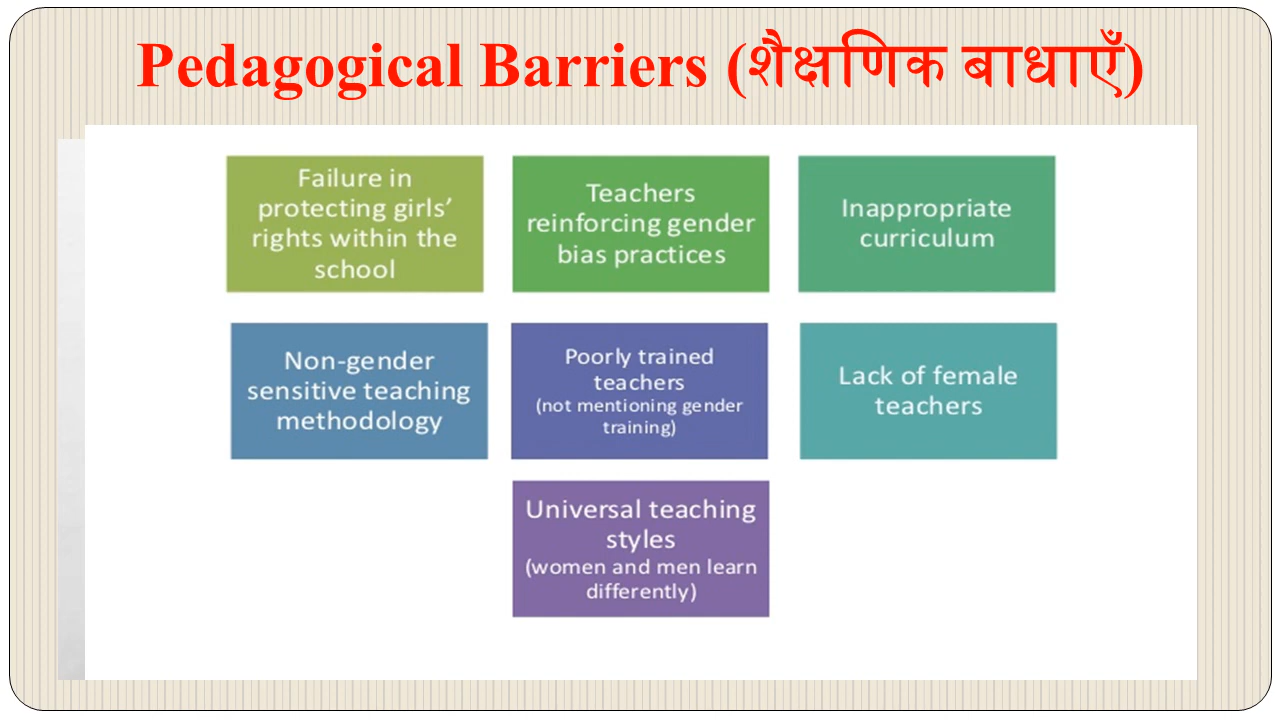 Pedagogical Barriers (शैक्षणिक बाधाएँ)
Failure in
protecting girls’
rights within the
school
Teachers
reinforcing gender
bias practices
Inappropriate
curriculum
Non-gender
sensitive teaching
methodology
Poorly trained
teachers
(not mentioning gender
training)
Lack of female
teachers
Universal teaching
styles
(women and men learn
differently)